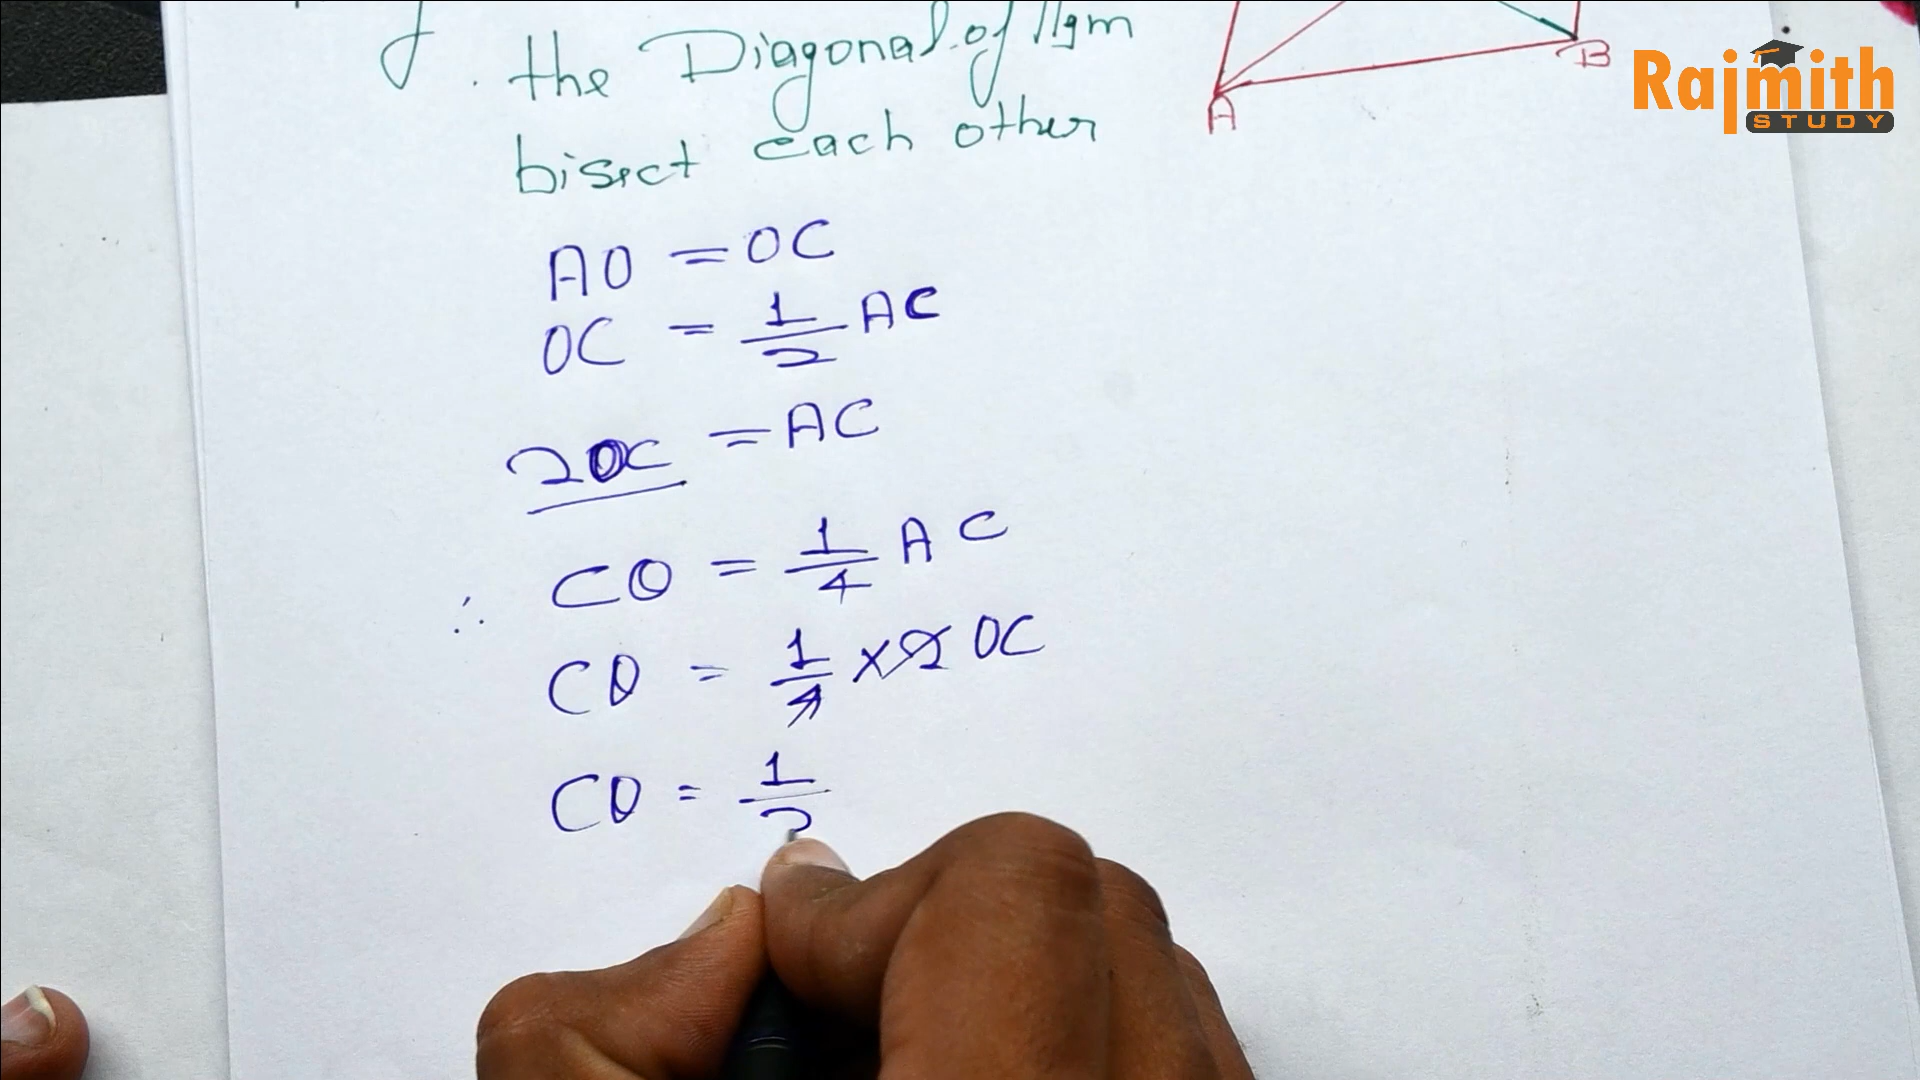 the Diagonal of ||gm
bisect each other
AO = OC
OC = 1/2 AC
2OC = AC
∴ CO = 1/4 AC
CO = 1/4 × 2 OC
CO = 1/2
A
B
Rajmith
STUDY